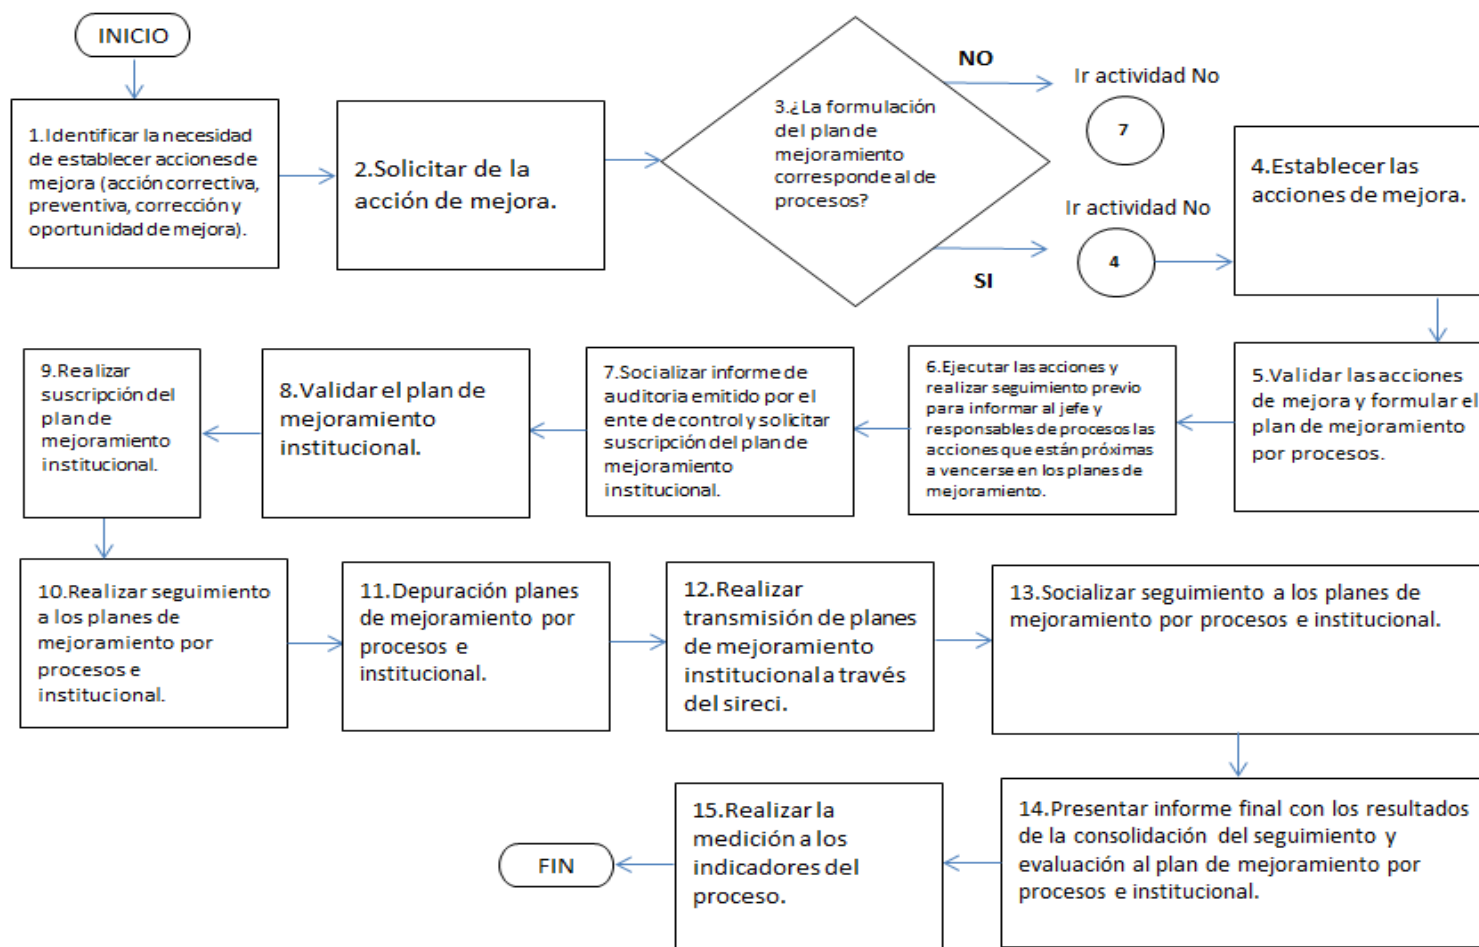 INICIO
1.Identificar la necesidad
de establecer acciones de
mejora (acción correctiva,
preventiva, corrección y
oportunidad de mejora).
2.Solicitar de la
acción de mejora.
3.¿La formulación
del plan de
mejoramiento
corresponde al de
procesos?
NO
Ir actividad No
7
SI
Ir actividad No
4
4.Establecer las
acciones de mejora.
5.Validar las acciones
de mejora y formular el
plan de mejoramiento
por procesos.
6.Ejecutar las acciones y
realizar seguimiento previo
para informar al jefe y
responsables de procesos las
acciones que están próximas
a vencerse en los planes de
mejoramiento.
7.Socializar informe de
auditoria emitido por el
ente de control y solicitar
suscripción del plan de
mejoramiento
institucional.
8.Validar el plan de
mejoramiento
institucional.
9.Realizar
suscripción del
plan de
mejoramiento
institucional.
10.Realizar seguimiento
a los planes de
mejoramiento por
procesos e
institucional.
11.Depuración planes
de mejoramiento por
procesos e
institucional.
12.Realizar
transmisión de planes
de mejoramiento
institucional a través
del sireci.
13.Socializar seguimiento a los planes de
mejoramiento por procesos e institucional.
14.Presentar informe final con los resultados
de la consolidación del seguimiento y
evaluación al plan de mejoramiento por
procesos e institucional.
15.Realizar la
medición a los
indicadores del
proceso.
FIN